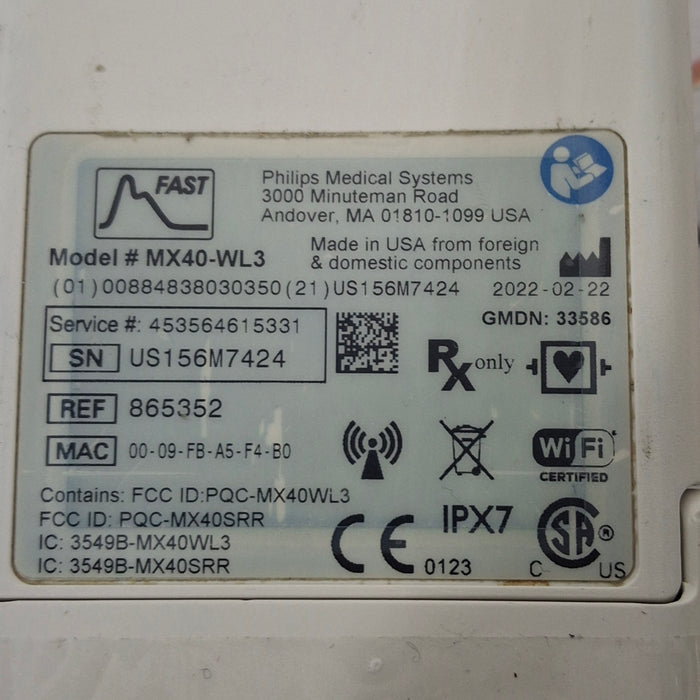 FAST
Philips Medical Systems
3000 Minuteman Road
Andover, MA 01810-1099 USA
Model # MX40-WL3
Made in USA from foreign
& domestic components
(01)00884838030350(21)US156M7424 2022-02-22
Service #: 453564615331
GMDN: 33586
SN US156M7424
Rx only
REF 865352
MAC 00-09-FB-A5-F4-B0
WiFi
CERTIFIED
Contains: FCC ID:PQC-MX40WL3
FCC ID: PQC-MX40SRR
IC: 3549B-MX40WL3
IC: 3549B-MX40SRR
CE 0123
IPX7
CSA ®
C US